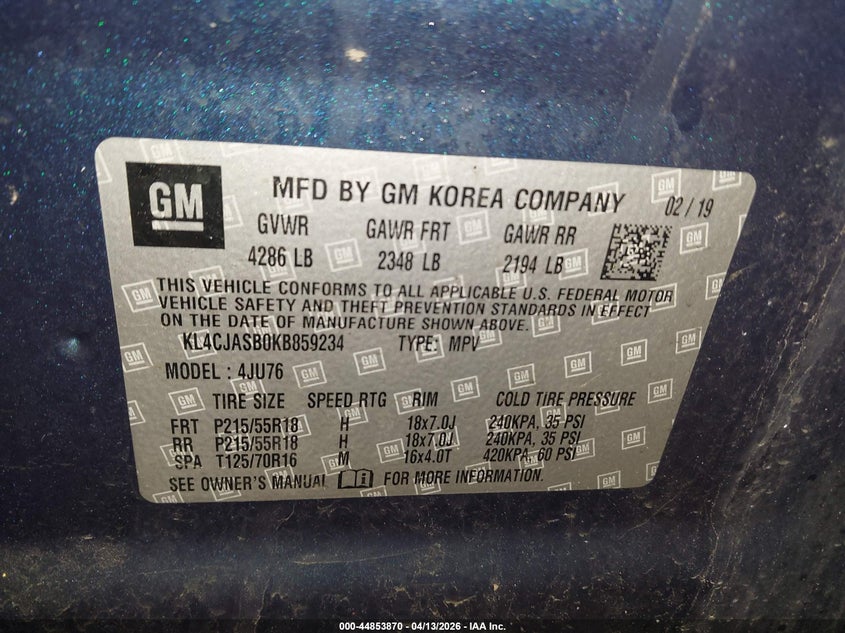 GM
MFD BY GM KOREA COMPANY 02 / 19
GVWR GAWR FRT GAWR RR
4286 LB 2348 LB 2194 LB
THIS VEHICLE CONFORMS TO ALL APPLICABLE U.S. FEDERAL MOTOR
VEHICLE SAFETY AND THEFT PREVENTION STANDARDS IN EFFECT
ON THE DATE OF MANUFACTURE SHOWN ABOVE.
KL4CJASB0KB859234 TYPE: MPV
MODEL : 4JU76
TIRE SIZE SPEED RTG RIM COLD TIRE PRESSURE
FRT P215/55R18 H 18x7.0J 240KPA, 35 PSI
RR P215/55R18 H 18x7.0J 240KPA, 35 PSI
SPA T125/70R16 M 16x4.0T 420KPA, 60 PSI
SEE OWNER'S MANUAL FOR MORE INFORMATION.
000-44853870 - 04/13/2026 - IAA Inc.